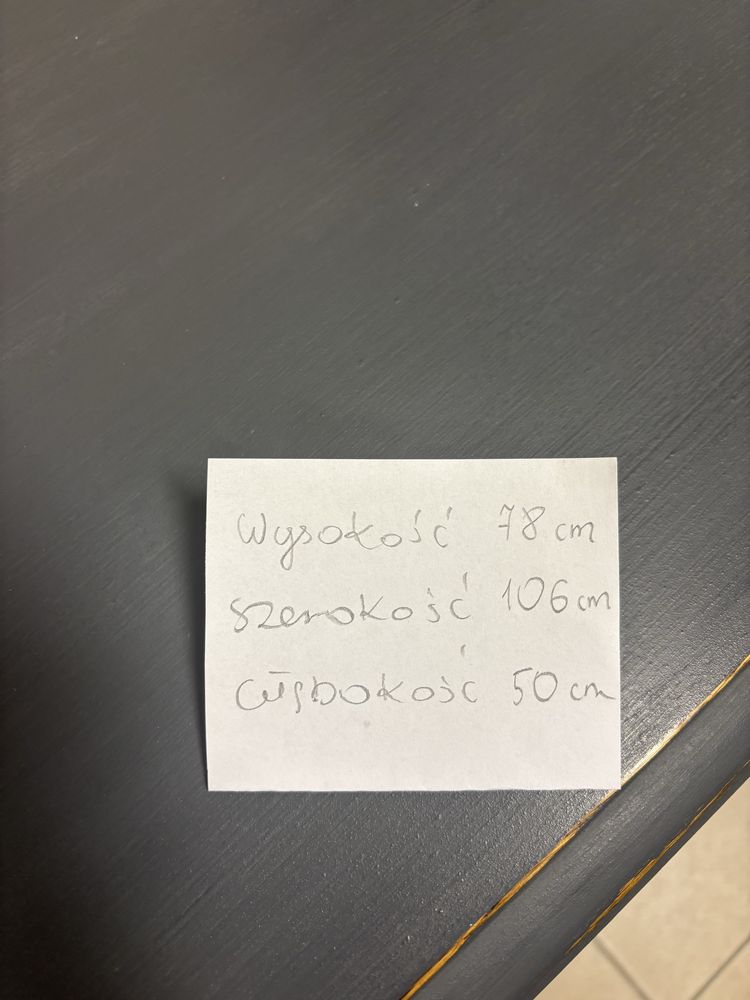 Wysokość 78 cm
szerokość 106 cm
Głębokość 50 cm